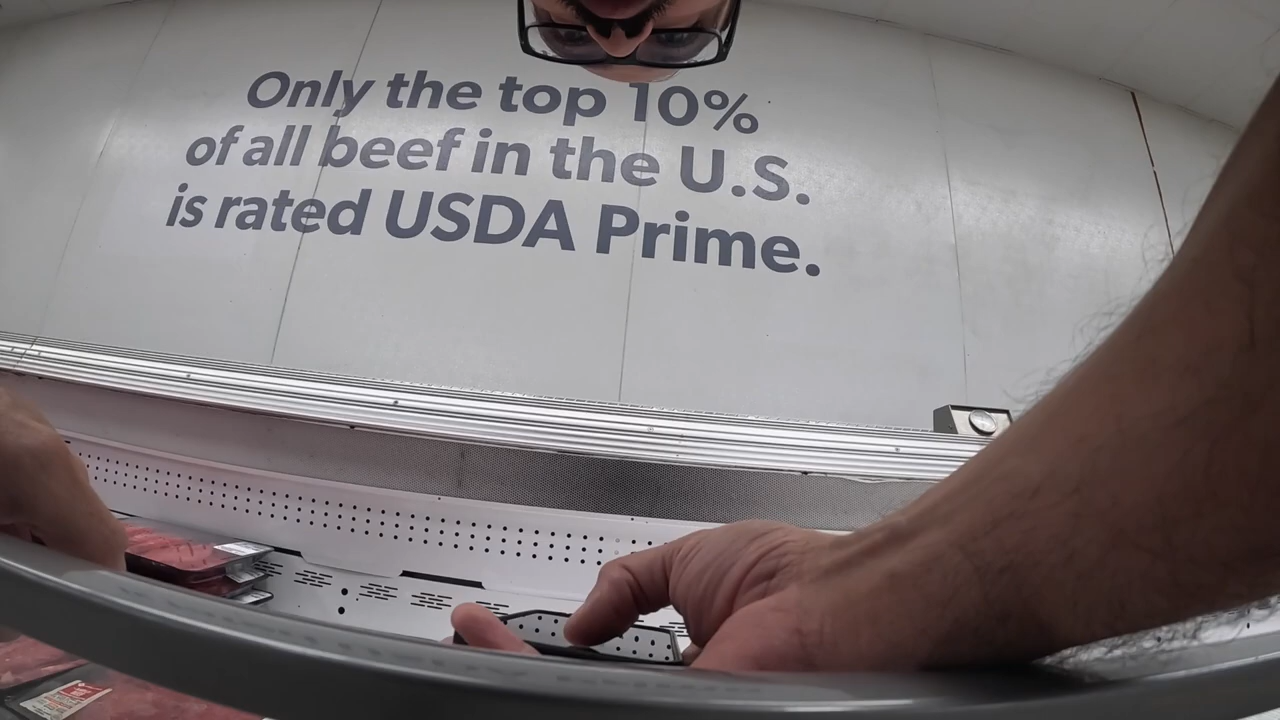 Only the top 10%
of all beef in the U.S.
is rated USDA Prime.